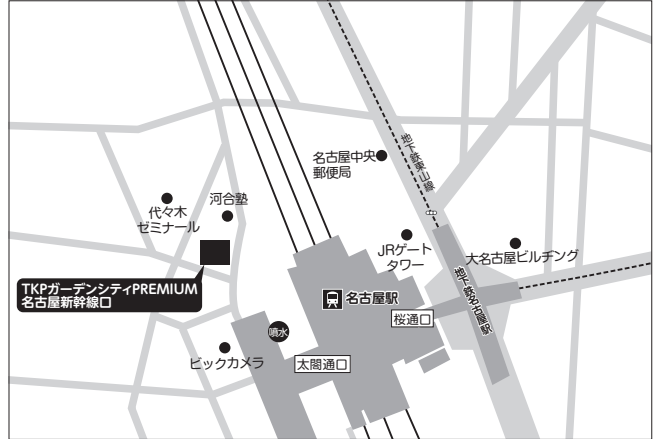 名古屋中央
郵便局
地下鉄東山線
代々木
ゼミナール
河合塾
JRゲート
タワー
大名古屋ビルヂング
TKPガーデンシティPREMIUM
名古屋新幹線口
名古屋駅
地下鉄名古屋駅
桜通口
噴水
ビックカメラ
太閤通口